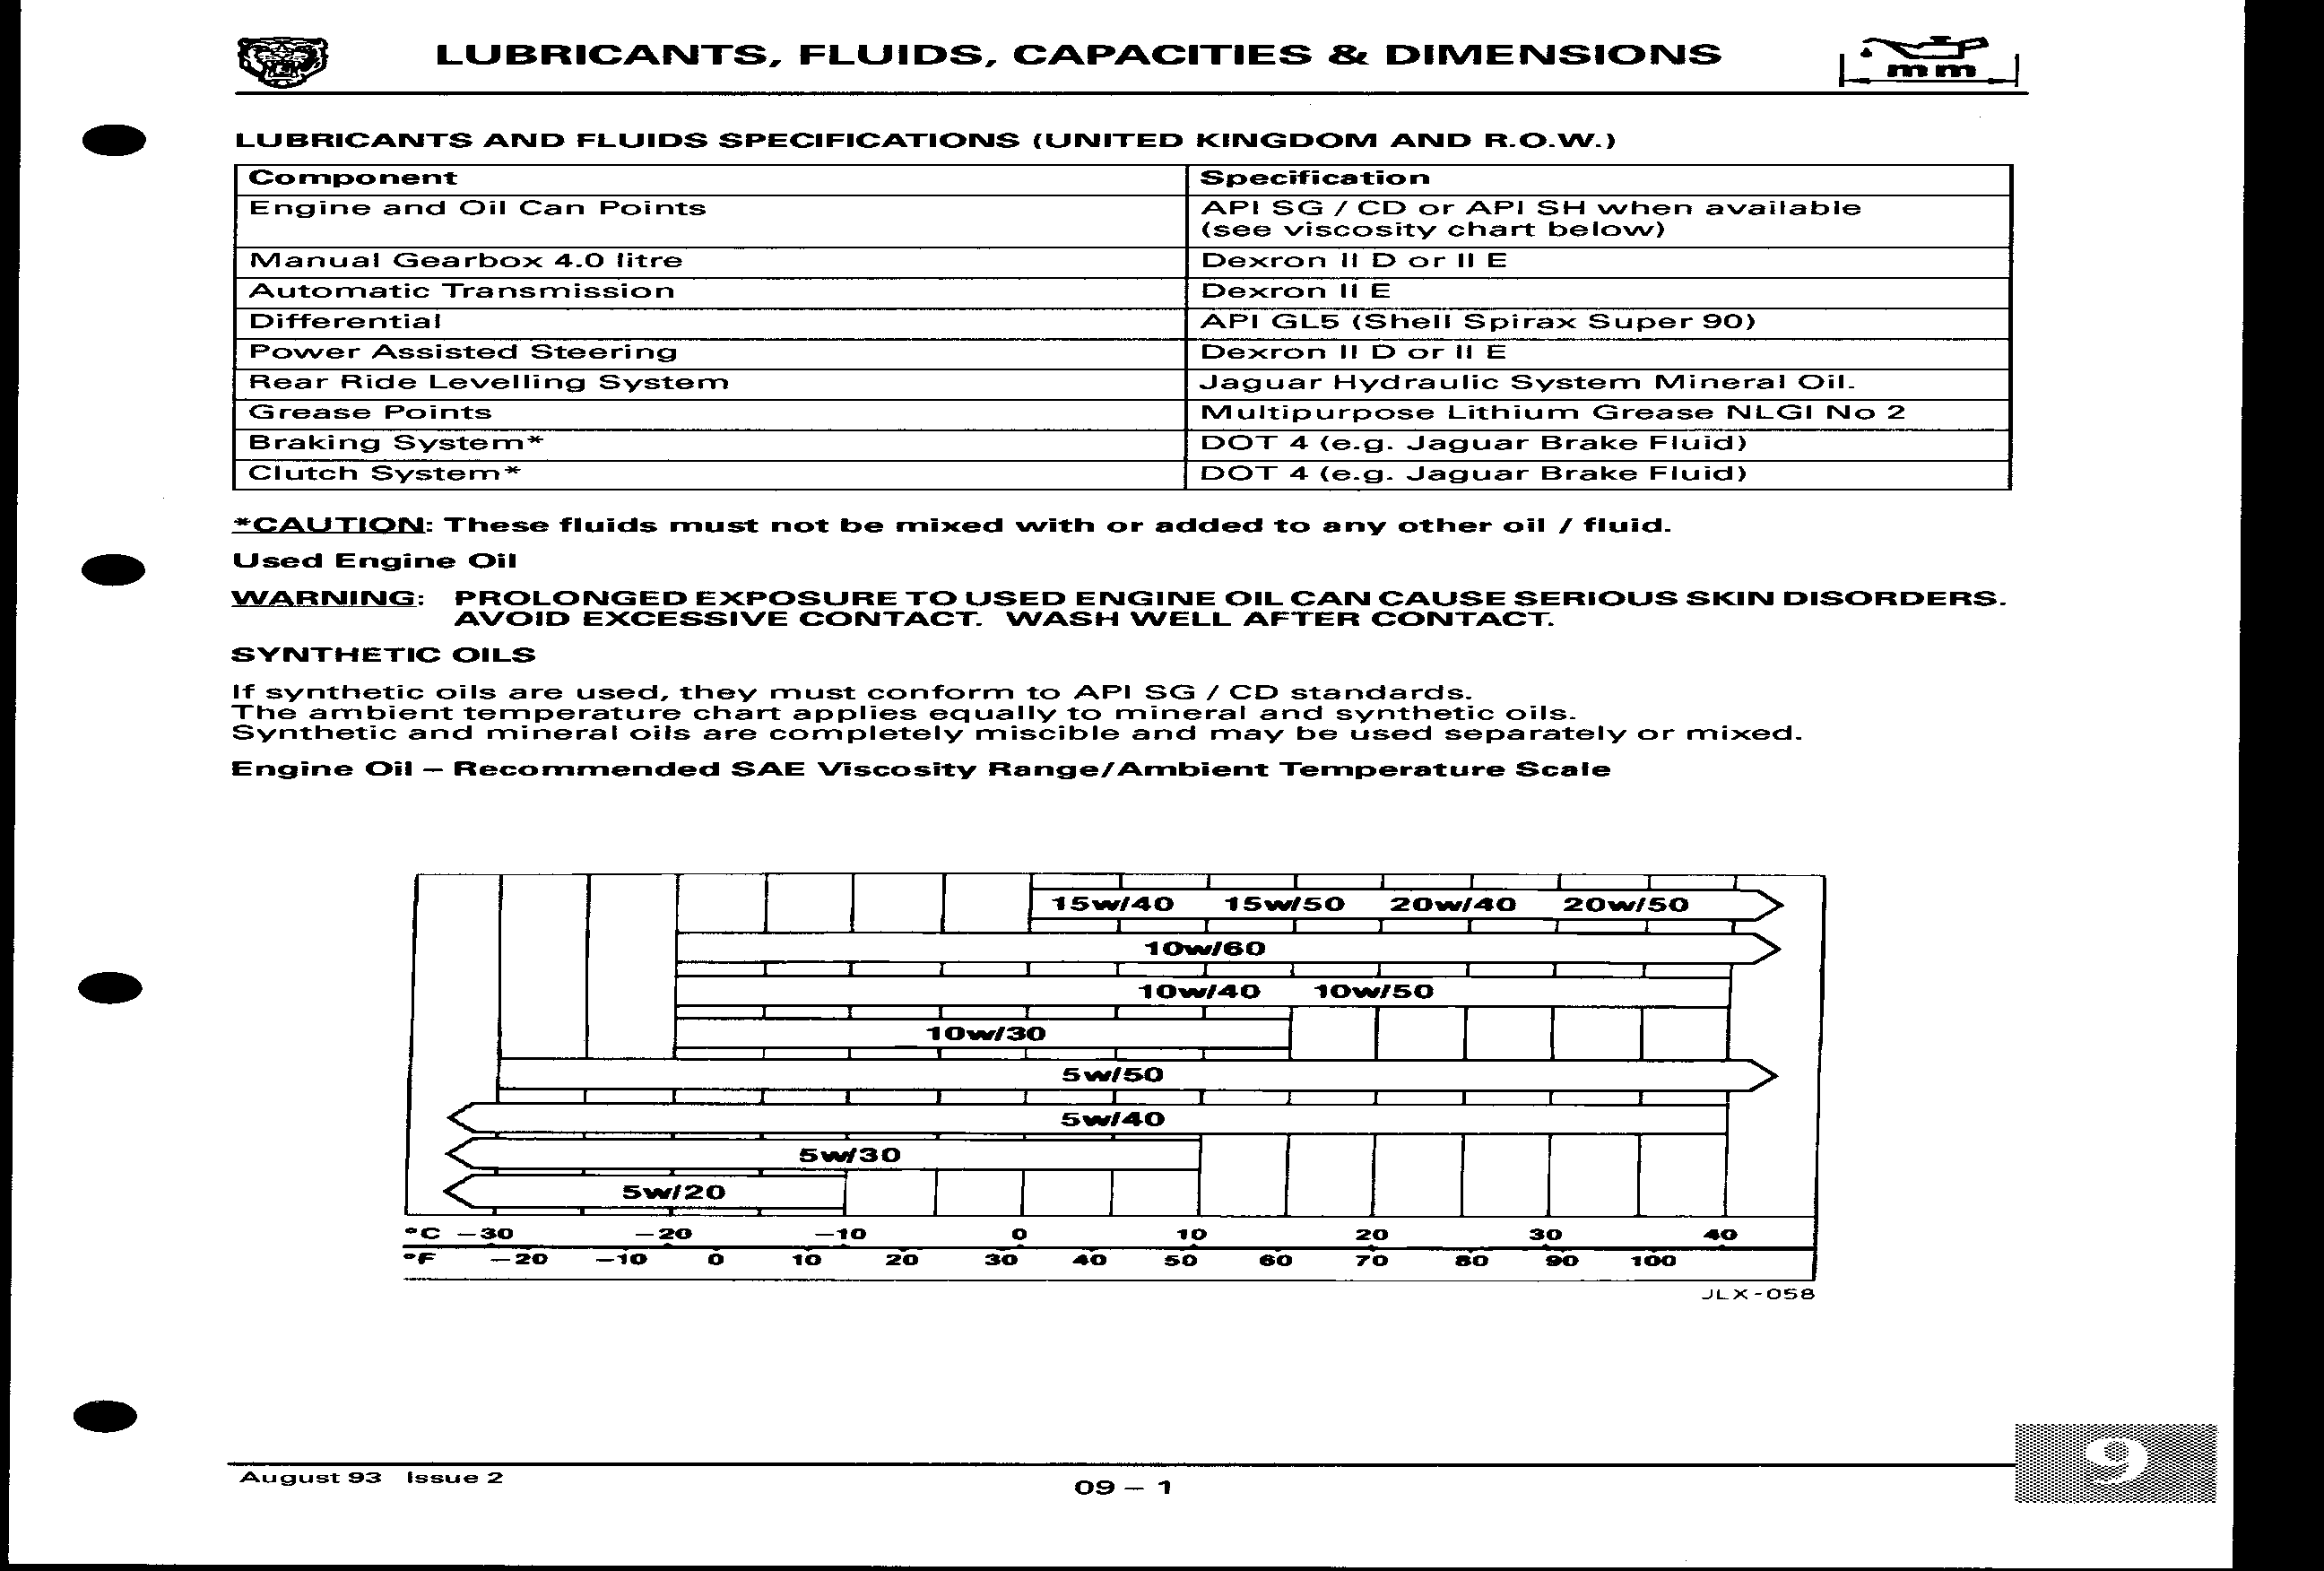 LUBRICANTS, FLUIDS, CAPACITIES & DIMENSIONS
mm
LUBRICANTS AND FLUIDS SPECIFICATIONS (UNITED KINGDOM AND R.O.W.)
Component Specification
Engine and Oil Can Points API SG / CD or API SH when available
(see viscosity chart below)
Manual Gearbox 4.0 litre Dexron II D or II E
Automatic Transmission Dexron II E
Differential API GL5 (Shell Spirax Super 90)
Power Assisted Steering Dexron II D or II E
Rear Ride Levelling System Jaguar Hydraulic System Mineral Oil.
Grease Points Multipurpose Lithium Grease NLGI No 2
Braking System* DOT 4 (e.g. Jaguar Brake Fluid)
Clutch System* DOT 4 (e.g. Jaguar Brake Fluid)
*CAUTION: These fluids must not be mixed with or added to any other oil / fluid.
Used Engine Oil
WARNING: PROLONGED EXPOSURE TO USED ENGINE OIL CAN CAUSE SERIOUS SKIN DISORDERS.
AVOID EXCESSIVE CONTACT. WASH WELL AFTER CONTACT.
SYNTHETIC OILS
If synthetic oils are used, they must conform to API SG / CD standards.
The ambient temperature chart applies equally to mineral and synthetic oils.
Synthetic and mineral oils are completely miscible and may be used separately or mixed.
Engine Oil – Recommended SAE Viscosity Range/Ambient Temperature Scale
15w/40 15w/50 20w/40 20w/50
10w/60
10w/40 10w/50
10w/30
5w/50
5w/40
5w/30
5w/20
°C –30 –20 –10 0 10 20 30 40
°F –20 –10 0 10 20 30 40 50 60 70 80 90 100
JLX-058
August 93 Issue 2
09 – 1
9